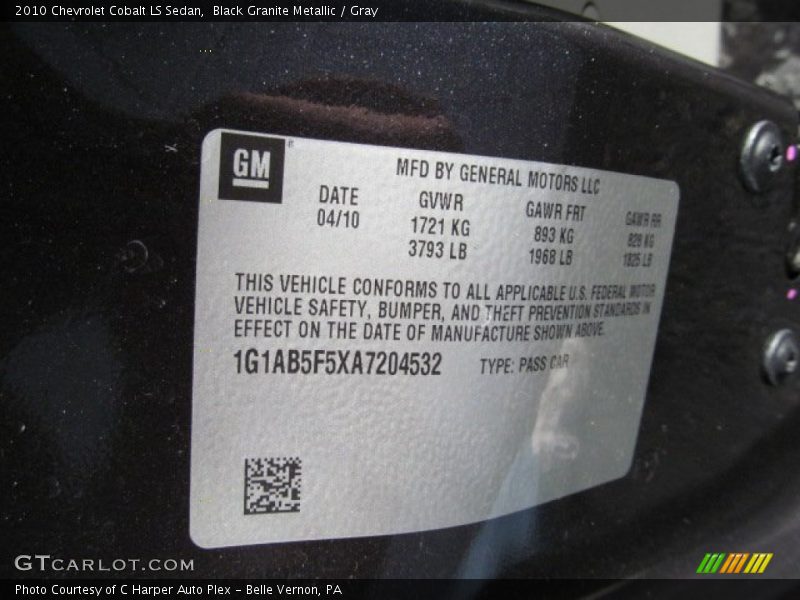 2010 Chevrolet Cobalt LS Sedan, Black Granite Metallic / Gray
GM
MFD BY GENERAL MOTORS LLC
DATE GVWR GAWR FRT GAWR RR
04/10 1721 KG 893 KG 828 KG
3793 LB 1968 LB 1825 LB
THIS VEHICLE CONFORMS TO ALL APPLICABLE U.S. FEDERAL MOTOR
VEHICLE SAFETY, BUMPER, AND THEFT PREVENTION STANDARDS IN
EFFECT ON THE DATE OF MANUFACTURE SHOWN ABOVE.
1G1AB5F5XA7204532 TYPE: PASS CAR
GTCARLOT.COM
Photo Courtesy of C Harper Auto Plex - Belle Vernon, PA